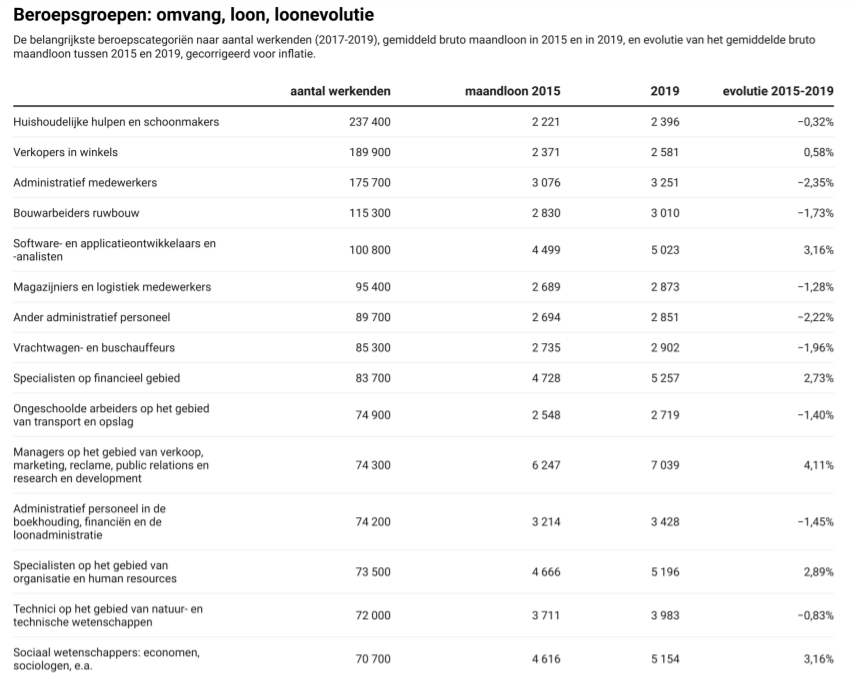 Beroepsgroepen: omvang, loon, loonevolutie
De belangrijkste beroepscategoriën naar aantal werkenden (2017-2019), gemiddeld bruto maandloon in 2015 en in 2019, en evolutie van het gemiddelde bruto
maandloon tussen 2015 en 2019, gecorrigeerd voor inflatie.
aantal werkenden maandloon 2015 2019 evolutie 2015-2019
Huishoudelijke hulpen en schoonmakers 237 400 2 221 2 396 −0,32%
Verkopers in winkels 189 900 2 371 2 581 0,58%
Administratief medewerkers 175 700 3 076 3 251 −2,35%
Bouwarbeiders ruwbouw 115 300 2 830 3 010 −1,73%
Software- en applicatieontwikkelaars en
-analisten 100 800 4 499 5 023 3,16%
Magazijniers en logistiek medewerkers 95 400 2 689 2 873 −1,28%
Ander administratief personeel 89 700 2 694 2 851 −2,22%
Vrachtwagen- en buschauffeurs 85 300 2 735 2 902 −1,96%
Specialisten op financieel gebied 83 700 4 728 5 257 2,73%
Ongeschoolde arbeiders op het gebied
van transport en opslag 74 900 2 548 2 719 −1,40%
Managers op het gebied van verkoop,
marketing, reclame, public relations en 74 300 6 247 7 039 4,11%
research en development
Administratief personeel in de
boekhouding, financiën en de 74 200 3 214 3 428 −1,45%
loonadministratie
Specialisten op het gebied van
organisatie en human resources 73 500 4 666 5 196 2,89%
Technici op het gebied van natuur- en
technische wetenschappen 72 000 3 711 3 983 −0,83%
Sociaal wetenschappers: economen,
sociologen, e.a. 70 700 4 616 5 154 3,16%